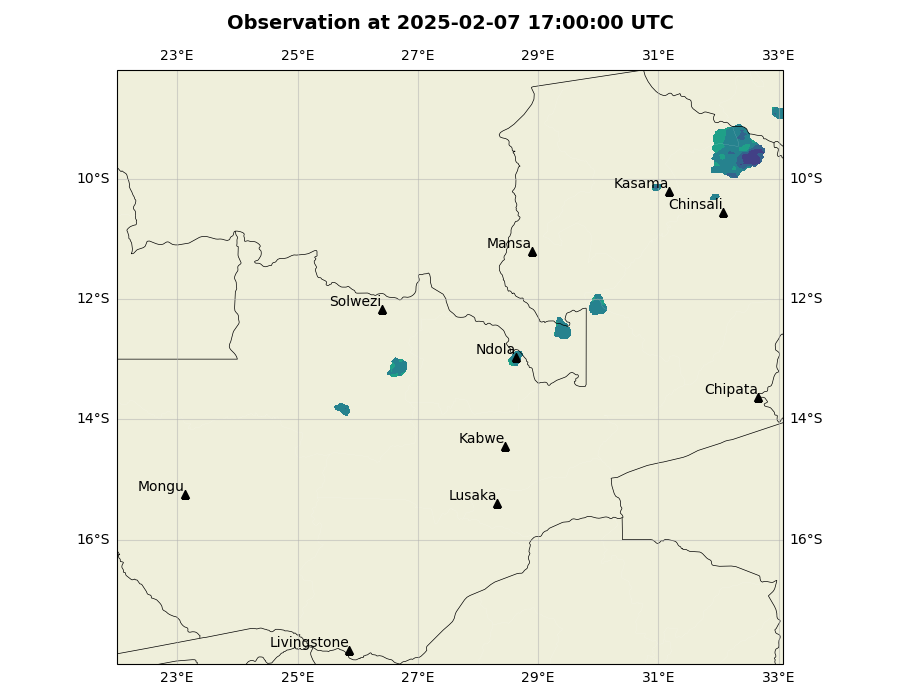 Observation at 2025-02-07 17:00:00 UTC
23°E 25°E 27°E 29°E 31°E 33°E
10°S 10°S
Kasama
Chinsali
Mansa
12°S 12°S
Solwezi
Ndola
Chipata
14°S 14°S
Kabwe
Mongu
Lusaka
16°S 16°S
Livingstone
23°E 25°E 27°E 29°E 31°E 33°E